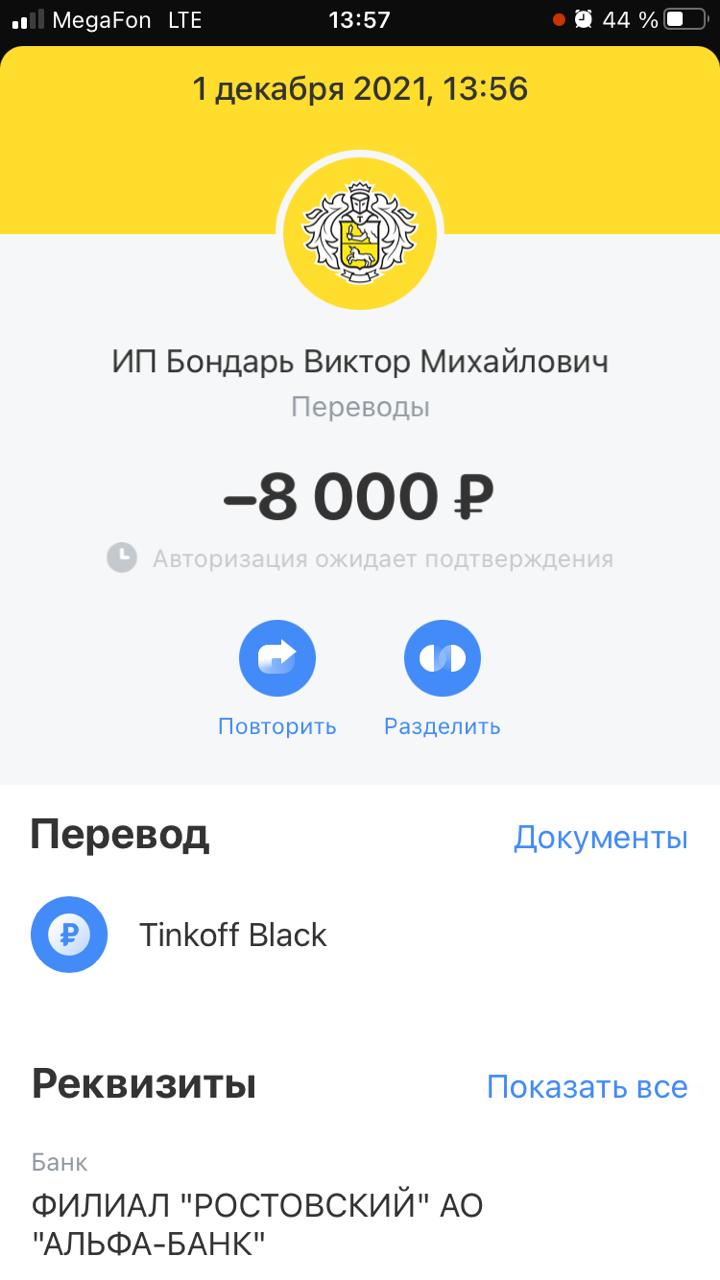 MegaFon LTE 13:57 44 %
1 декабря 2021, 13:56
ИП Бондарь Виктор Михайлович
Переводы
–8 000 ₽
Авторизация ожидает подтверждения
Повторить Разделить
Перевод Документы
₽ Tinkoff Black
Реквизиты Показать все
Банк
ФИЛИАЛ "РОСТОВСКИЙ" АО
"АЛЬФА-БАНК"